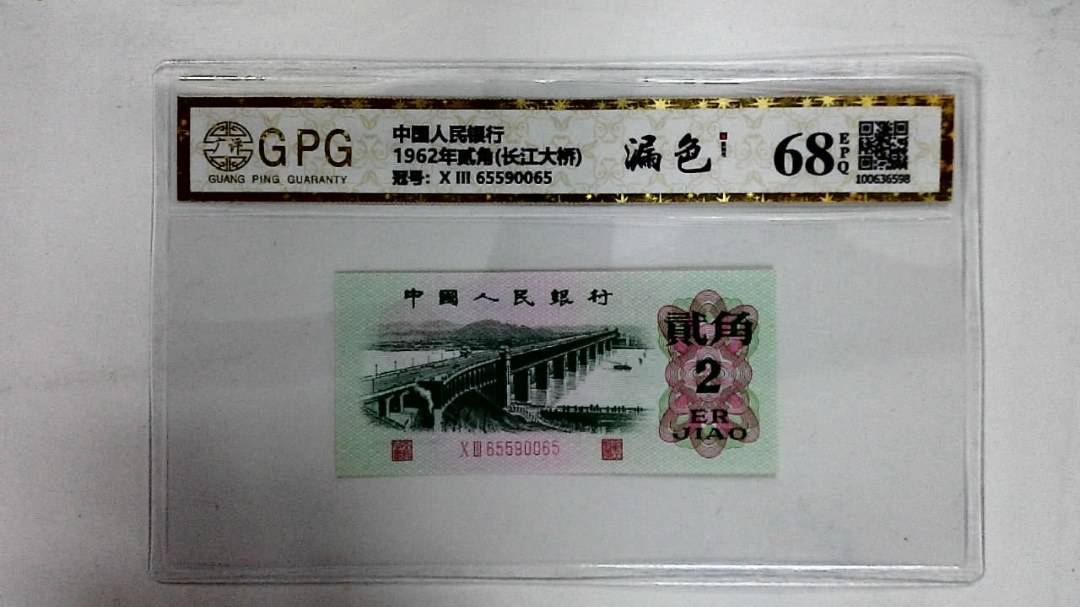 广泽
GPG
GUANG PING GUARANTY
中国人民银行
1962年贰角(长江大桥)
冠号: X III 65590065
漏色
68
EPQ
100636598
中國人民銀行
貳角
2
ER
JIAO
X III 65590065